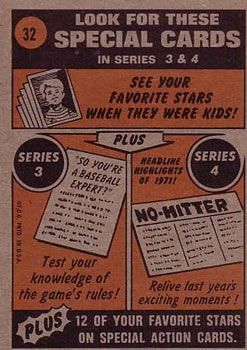 32
LOOK FOR THESE
SPECIAL CARDS
IN SERIES 3 & 4
SEE YOUR
FAVORITE STARS
WHEN THEY WERE KIDS!
PLUS
SERIES
3
"SO YOU'RE
A BASEBALL
EXPERT?"
Test your
knowledge of
the game's rules!
HEADLINE
HIGHLIGHTS
OF 1971!
SERIES
4
NO-HITTER
Relive last year's
exciting moments!
PLUS
12 OF YOUR FAVORITE STARS
ON SPECIAL ACTION CARDS.